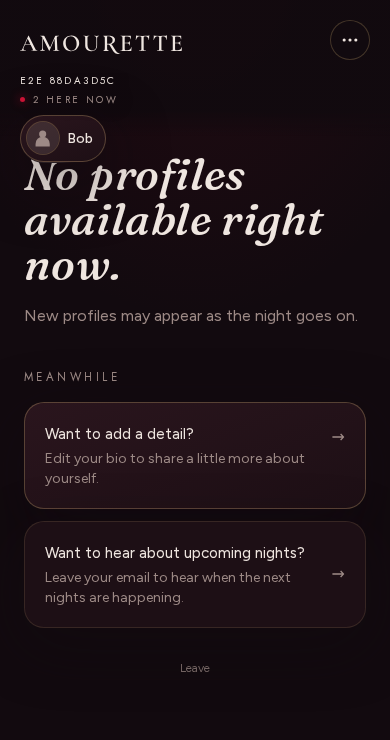 AMOURETTE
E2E 88DA3D5C
2 HERE NOW
Bob
No profiles
available right
now.
New profiles may appear as the night goes on.
MEANWHILE
Want to add a detail?
Edit your bio to share a little more about
yourself.
→
Want to hear about upcoming nights?
Leave your email to hear when the next
nights are happening.
→
Leave